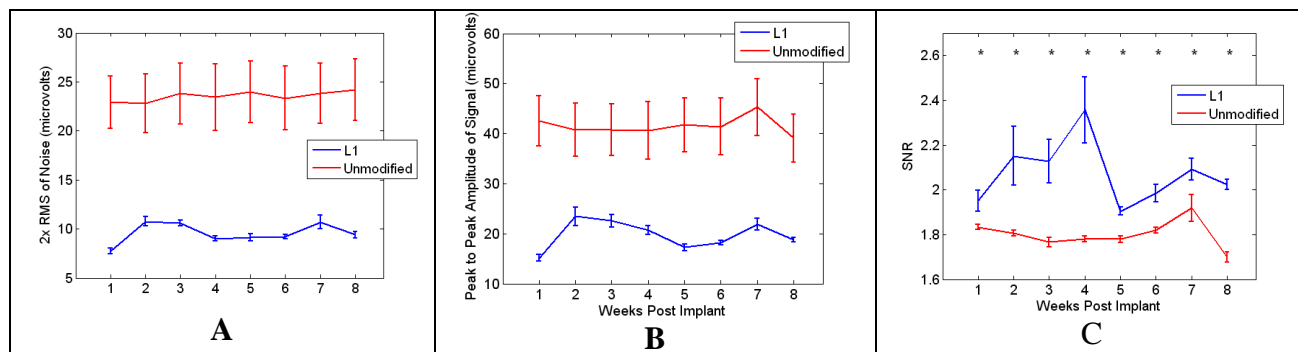 2x RMS of Noise (microvolts)
30
25
20
15
10
5
L1
Unmodified
1 2 3 4 5 6 7 8
Weeks Post Implant
A
Peak to Peak Amplitude of Signal (microvolts)
60
50
40
30
20
10
L1
Unmodified
1 2 3 4 5 6 7 8
Weeks Post Implant
B
SNR
2.6
2.4
2.2
2
1.8
1.6
* * * * * * * *
L1
Unmodified
1 2 3 4 5 6 7 8
Weeks Post Implant
C